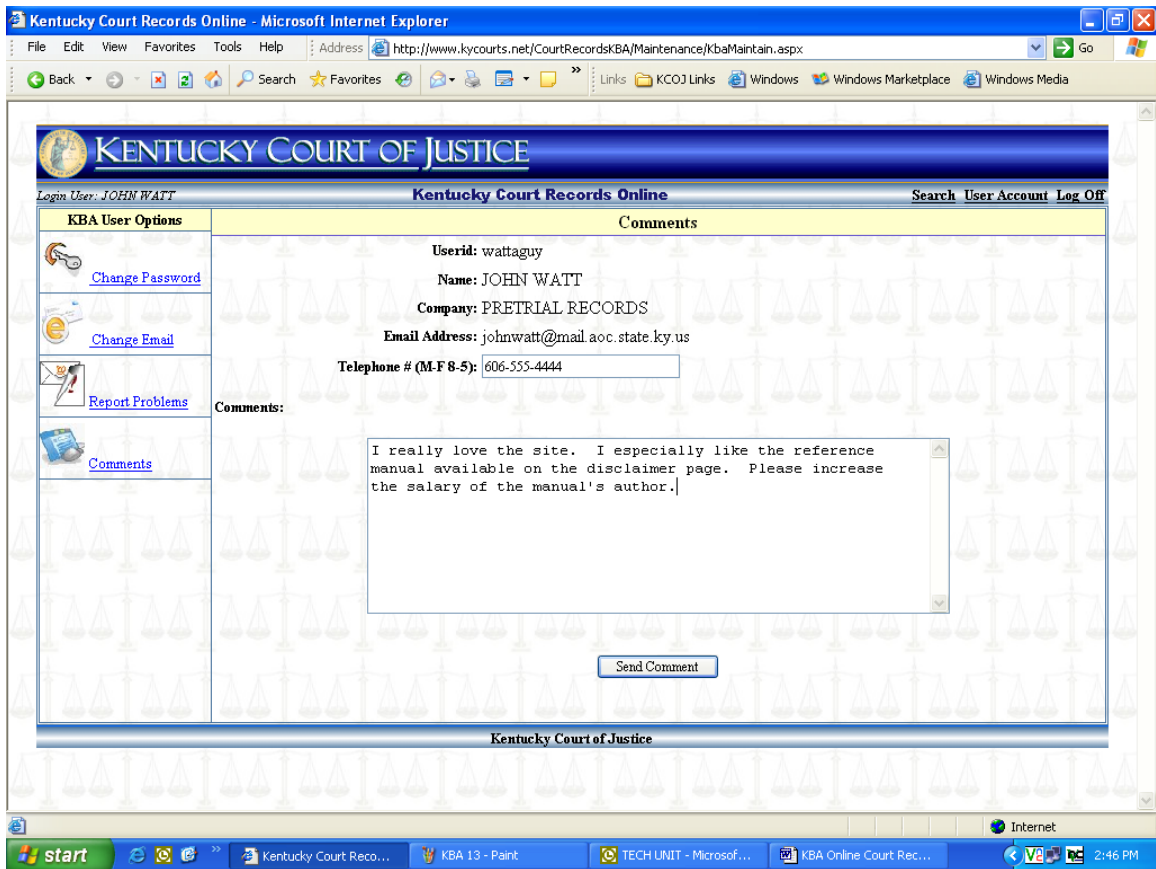 Kentucky Court Records Online - Microsoft Internet Explorer
File Edit View Favorites Tools Help Address http://www.kycourts.net/CourtRecordsKBA/Maintenance/KbaMaintain.aspx Go
Back Search Favorites » Links KCOJ Links Windows Windows Marketplace Windows Media
KENTUCKY COURT OF JUSTICE
Login User: JOHN WATT Kentucky Court Records Online Search User Account Log Off
KBA User Options Comments
Userid: wattaguy
Change Password Name: JOHN WATT
Company: PRETRIAL RECORDS
Change Email Email Address: johnwatt@mail.aoc.state.ky.us
Telephone # (M-F 8-5): 606-555-4444
Report Problems Comments:
I really love the site. I especially like the reference
manual available on the disclaimer page. Please increase
Comments
the salary of the manual's author.
Send Comment
Kentucky Court of Justice
Internet
start » Kentucky Court Reco... KBA 13 - Paint TECH UNIT - Microsof... KBA Online Court Rec... 2:46 PM